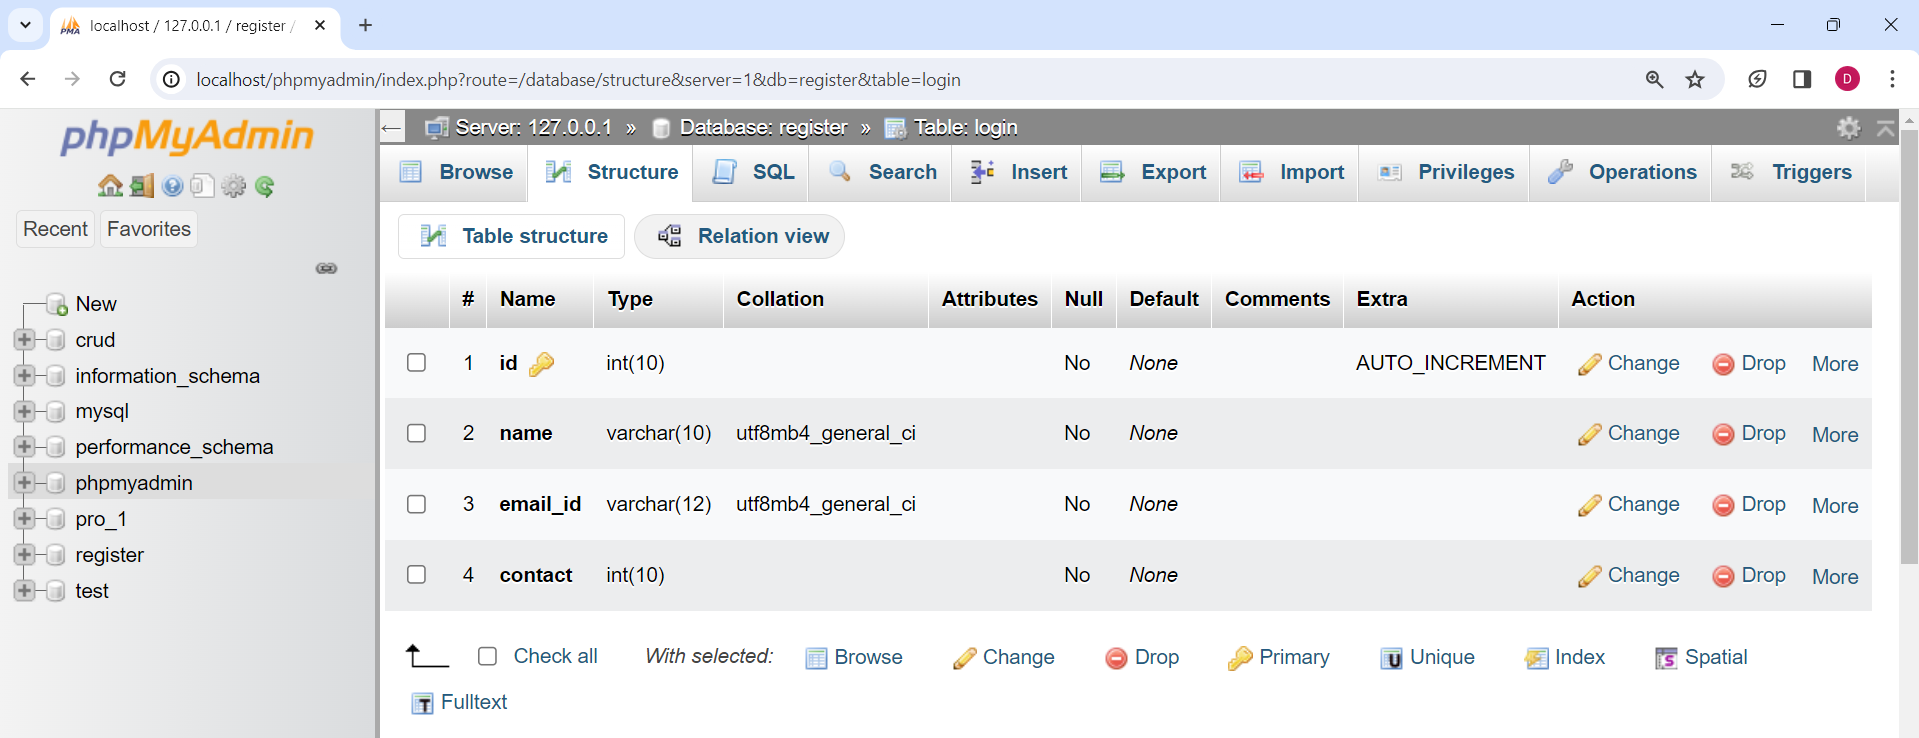 localhost / 127.0.0.1 / register /
localhost/phpmyadmin/index.php?route=/database/structure&server=1&db=register&table=login
D
phpMyAdmin
Recent Favorites
New
crud
information_schema
mysql
performance_schema
phpmyadmin
pro_1
register
test
Server: 127.0.0.1 » Database: register » Table: login
Browse Structure SQL Search Insert Export Import Privileges Operations Triggers
Table structure Relation view
# Name Type Collation Attributes Null Default Comments Extra Action
1 id int(10) No None AUTO_INCREMENT Change Drop More
2 name varchar(10) utf8mb4_general_ci No None Change Drop More
3 email_id varchar(12) utf8mb4_general_ci No None Change Drop More
4 contact int(10) No None Change Drop More
Check all With selected: Browse Change Drop Primary Unique Index Spatial
Fulltext